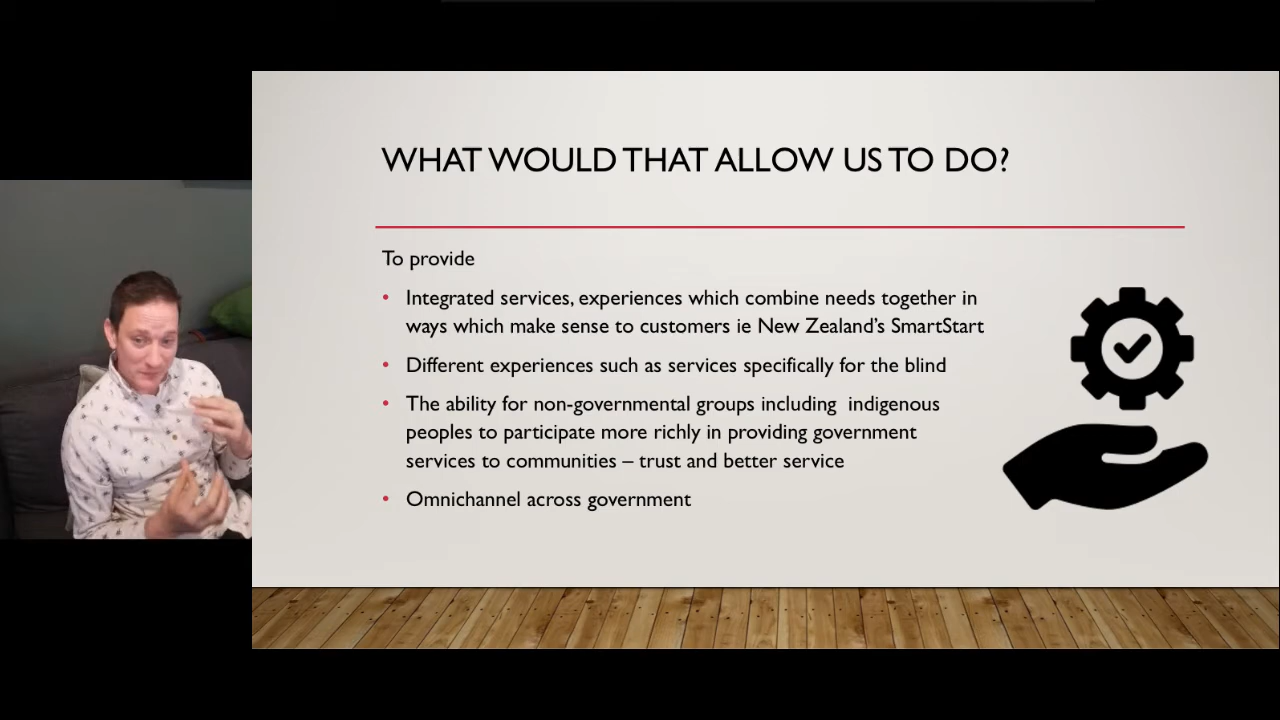 WHAT WOULD THAT ALLOW US TO DO?
To provide
• Integrated services, experiences which combine needs together in
ways which make sense to customers ie New Zealand's SmartStart
• Different experiences such as services specifically for the blind
• The ability for non-governmental groups including  indigenous
peoples to participate more richly in providing government
services to communities – trust and better service
• Omnichannel across government